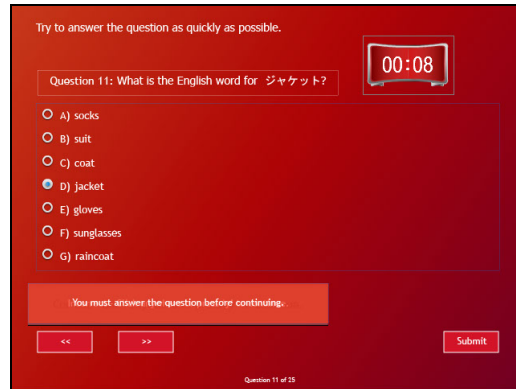 Try to answer the question as quickly as possible.
00:08
Question 11: What is the English word for ジャケット?
A) socks
B) suit
C) coat
D) jacket
E) gloves
F) sunglasses
G) raincoat
You must answer the question before continuing.
<< >> Submit
Question 11 of 25